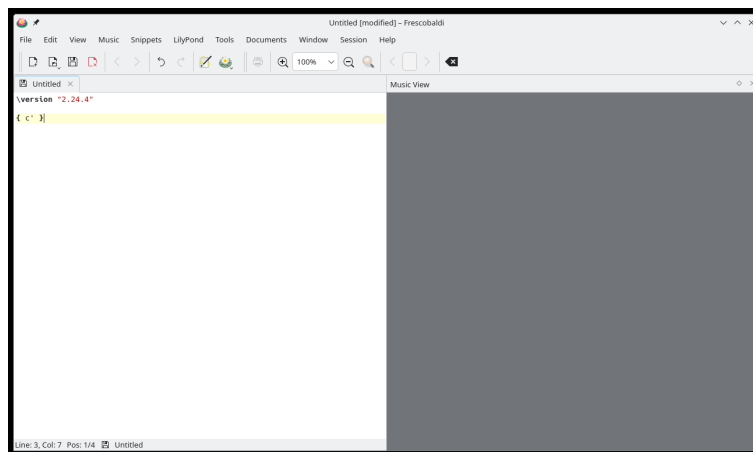 Untitled [modified] – Frescobaldi
File Edit View Music Snippets LilyPond Tools Documents Window Session Help
100%
Untitled
Music View
\version "2.24.4"
{ c' }
Line: 3, Col: 7 Pos: 1/4 Untitled